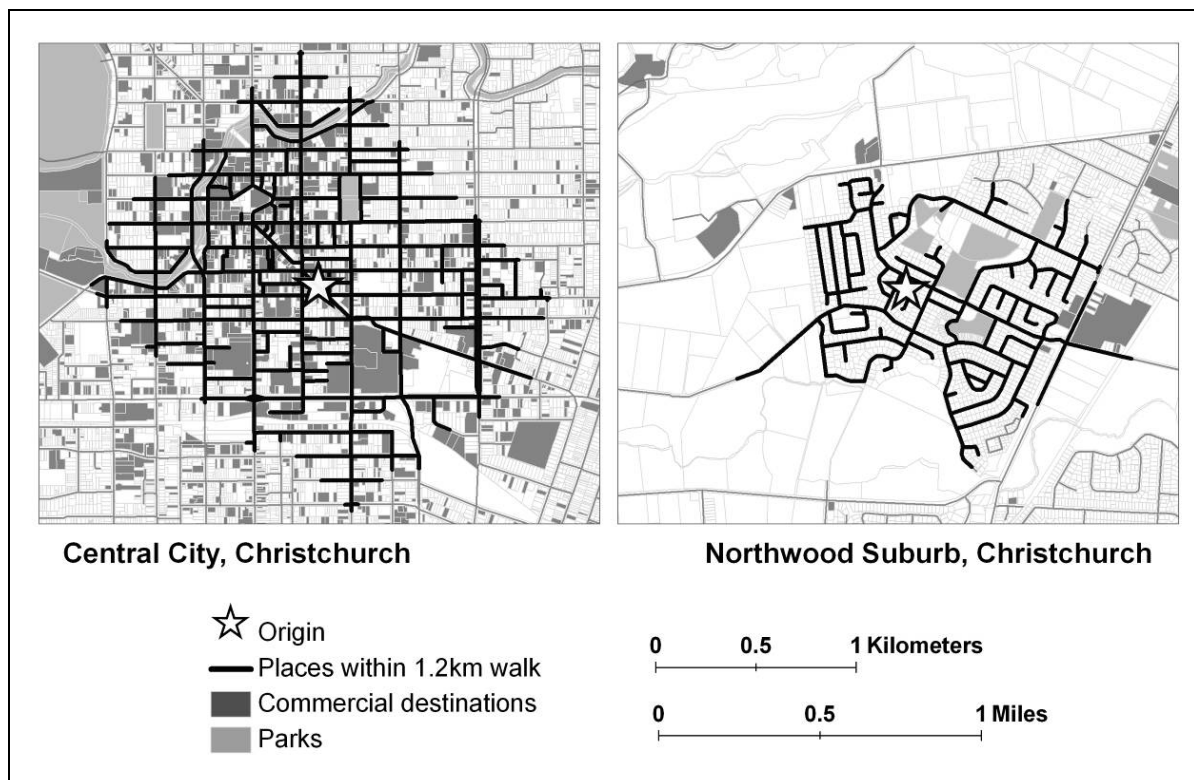 Central City, Christchurch
Northwood Suburb, Christchurch
Origin
Places within 1.2km walk
Commercial destinations
Parks
0 0.5 1 Kilometers
0 0.5 1 Miles